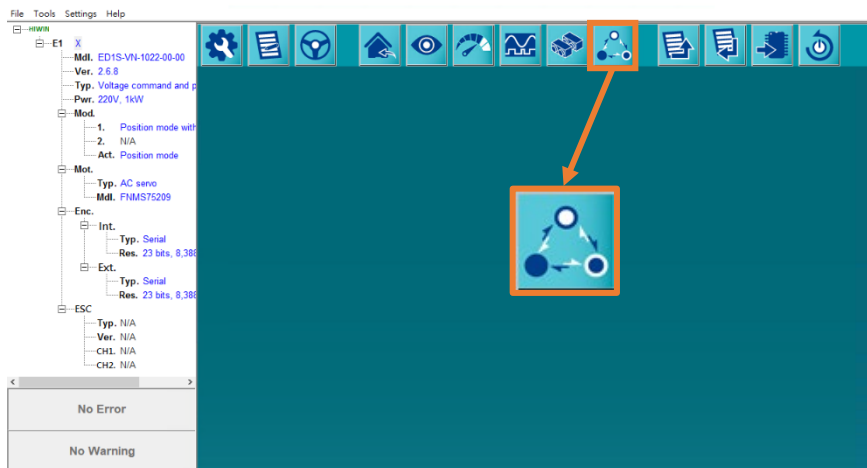 File Tools Settings Help
HIWIN
E1 X
Mdl. ED1S-VN-1022-00-00
Ver. 2.6.8
Typ. Voltage command and p
Pwr. 220V, 1kW
Mod.
1. Position mode with
2. N/A
Act. Position mode
Mot.
Typ. AC servo
Mdl. FNMS75209
Enc.
Int.
Typ. Serial
Res. 23 bits, 8,388
Ext.
Typ. Serial
Res. 23 bits, 8,388
ESC
Typ. N/A
Ver. N/A
CH1. N/A
CH2. N/A
No Error
No Warning